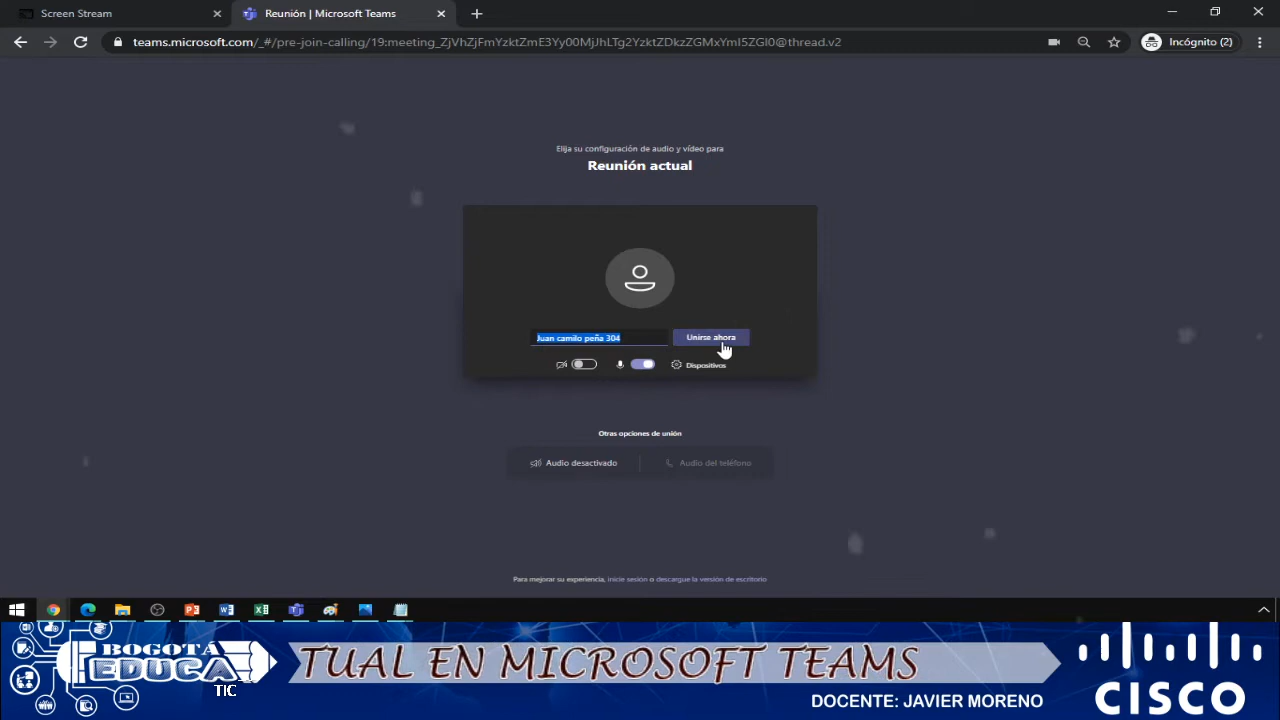 Screen Stream
Reunión | Microsoft Teams
teams.microsoft.com/_#/pre-join-calling/19:meeting_ZjVhZjFmYzktZmE3Yy00MjJhLTg2YzktZDkzZGMxYmI5ZGI0@thread.v2
Incógnito (2)
Elija su configuración de audio y vídeo para
Reunión actual
Juan camilo peña 304
Unirse ahora
Dispositivos
Otras opciones de unión
Audio desactivado
Audio del teléfono
Para mejorar su experiencia, inicie sesión o descargue la versión de escritorio
BOGOTA
EDUCA
TIC
TUAL EN MICROSOFT TEAMS
DOCENTE: JAVIER MORENO
CISCO